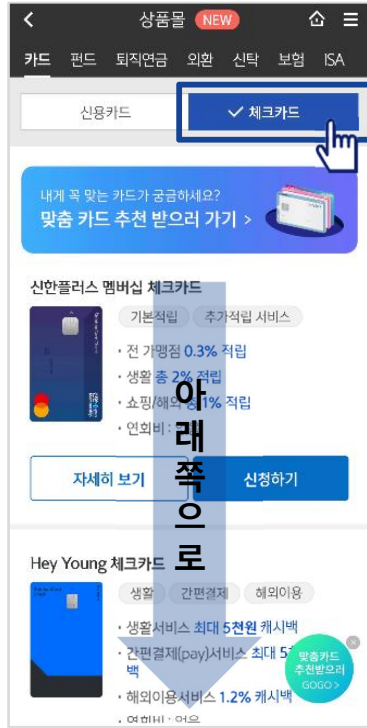 상품몰 NEW
카드 펀드 퇴직연금 외환 신탁 보험 ISA
신용카드 체크카드
내게 꼭 맞는 카드가 궁금하세요?
맞춤 카드 추천 받으러 가기 >
신한플러스 멤버십 체크카드
기본적립 추가적립 서비스
· 전 가맹점 0.3% 적립
· 생활 총 2% 적립
· 쇼핑/해외 총 1% 적립
· 연회비 :
자세히 보기 신청하기
아래쪽으로
Hey Young 체크카드
생활 간편결제 해외이용
· 생활서비스 최대 5천원 캐시백
· 간편결제(pay)서비스 최대 5
백
· 해외이용서비스 1.2% 캐시백
· 연회비 : 없음
맞춤카드
추천받으러
GOGO >